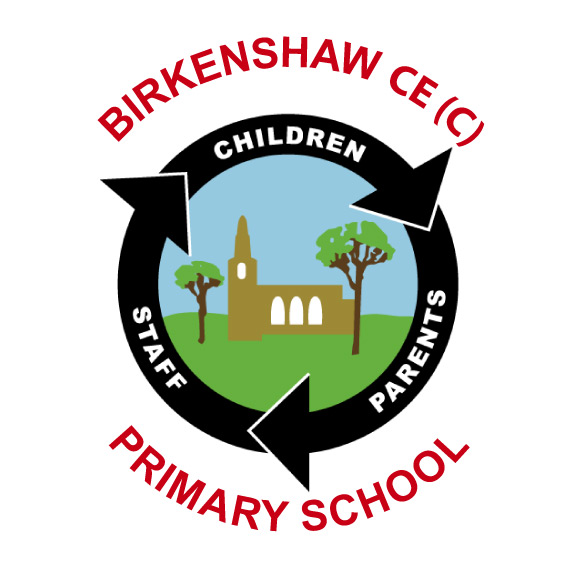 BIRKENSHAW CE (C)
CHILDREN
STAFF
PARENTS
PRIMARY SCHOOL